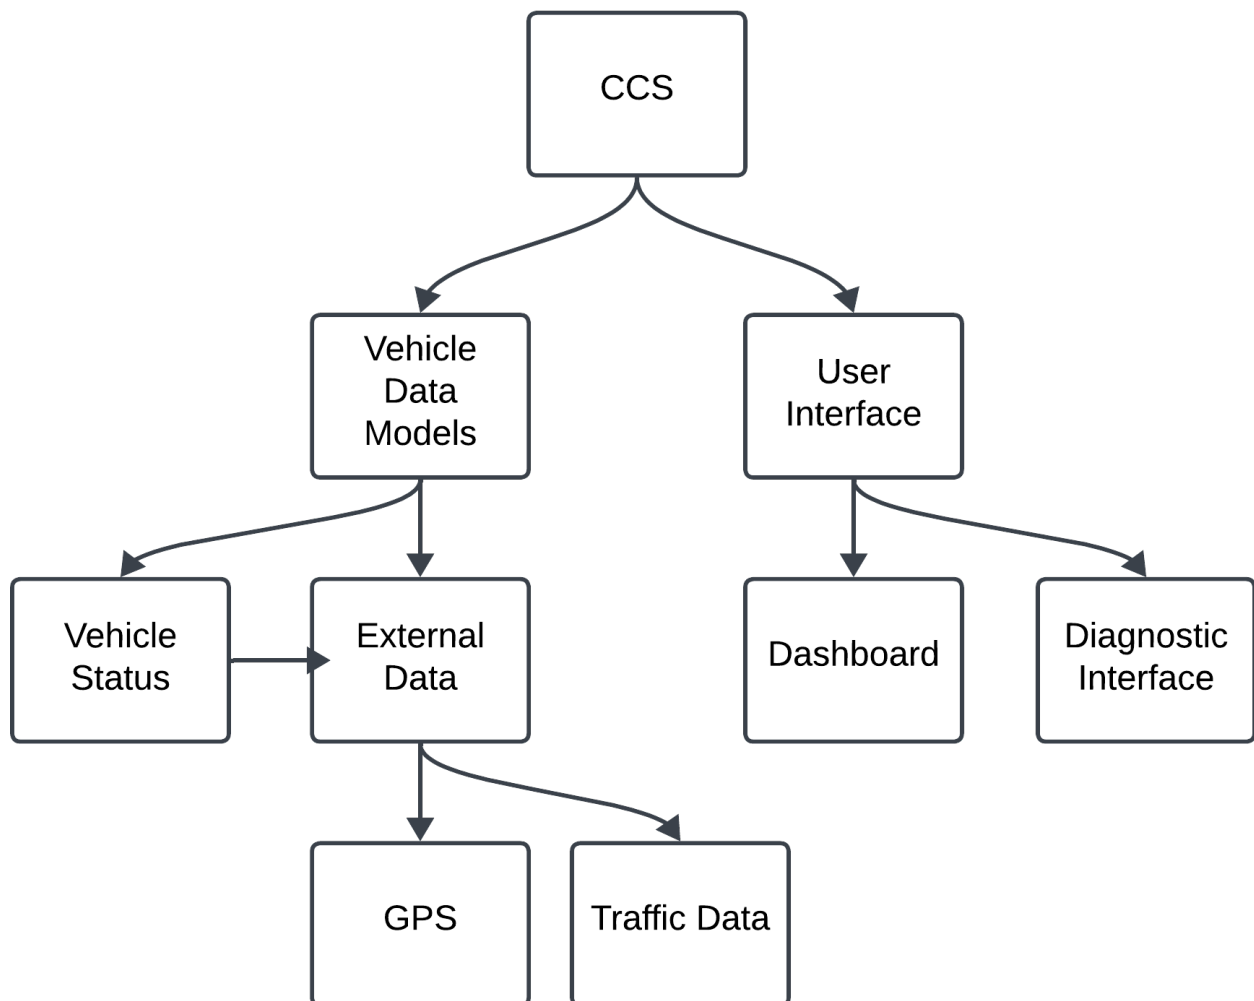 CCS
Vehicle
Data
Models
User
Interface
Vehicle
Status
External
Data
Dashboard
Diagnostic
Interface
GPS
Traffic Data